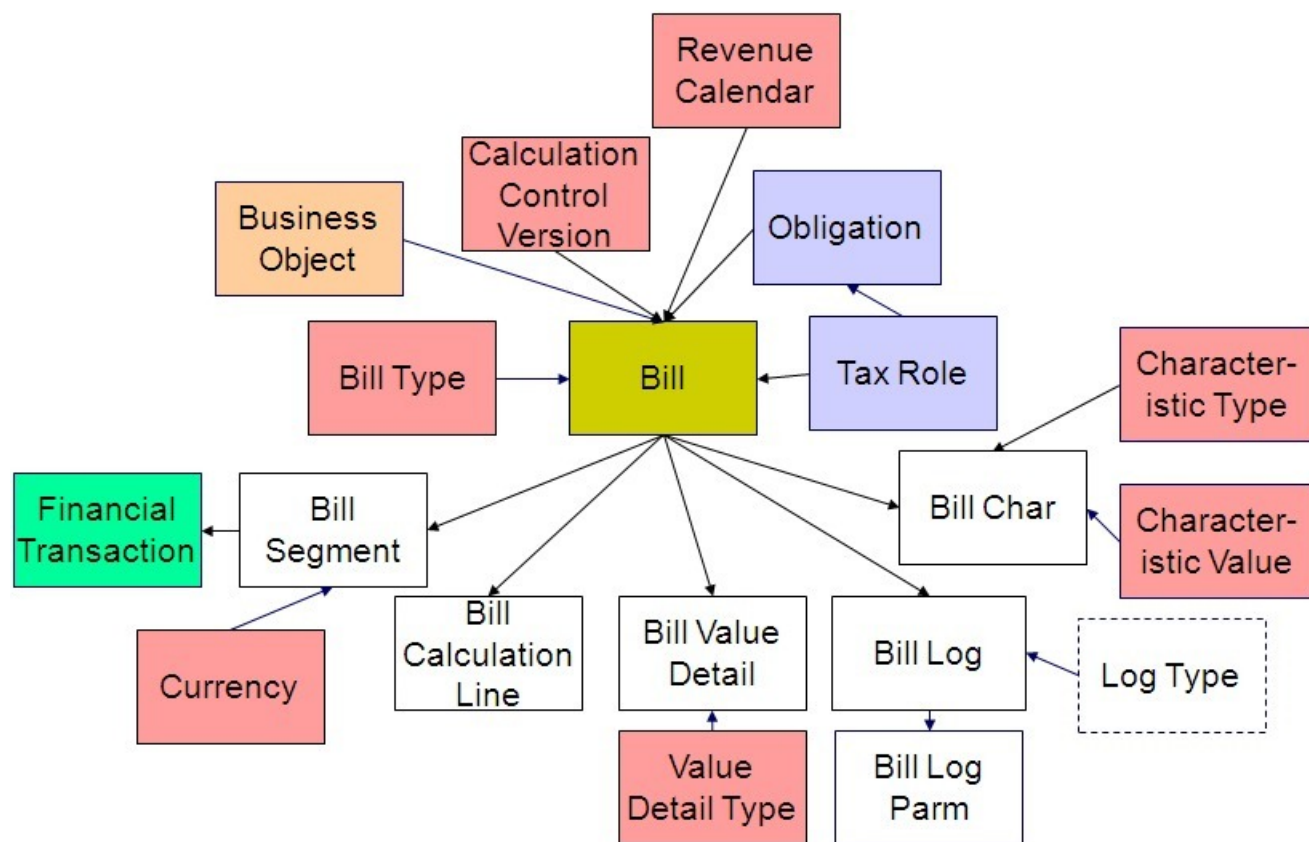 Revenue
Calendar
Calculation
Control
Version
Business
Object
Obligation
Bill Type
Bill
Tax Role
Character-
istic Type
Financial
Transaction
Bill
Segment
Bill Char
Character-
istic Value
Currency
Bill
Calculation
Line
Bill Value
Detail
Bill Log
Log Type
Value
Detail Type
Bill Log
Parm